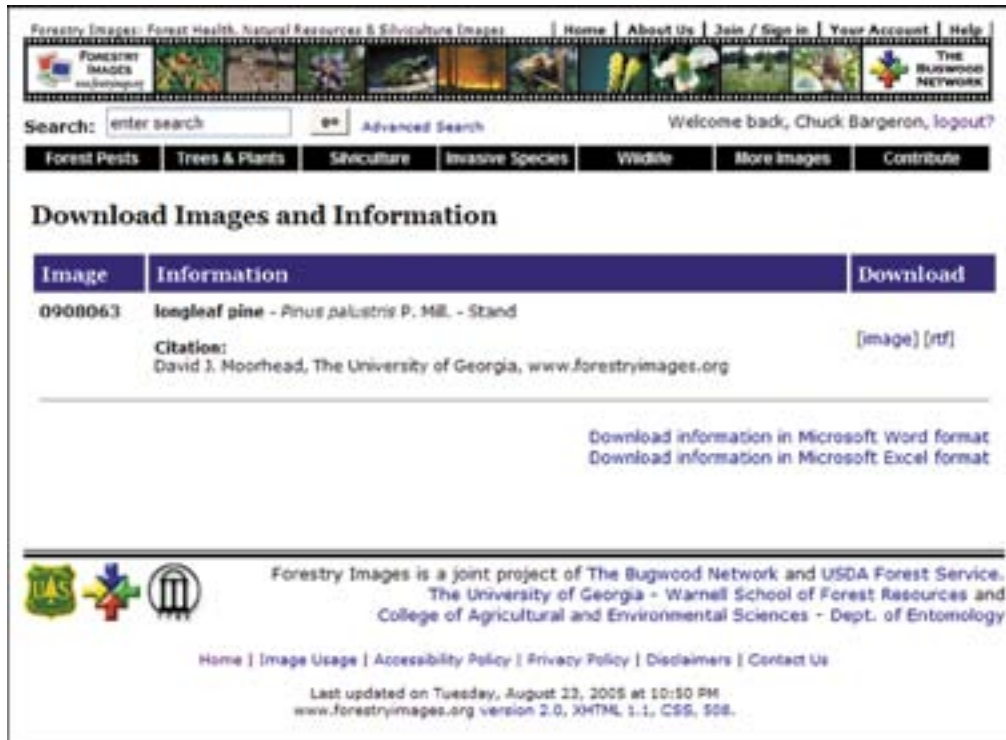 Forestry Images: Forest Health, Natural Resources & Silviculture Images | Home | About Us | Join / Sign in | Your Account | Help |
FORESTRY
IMAGES
THE
BUGWOOD
NETWORK
Search: enter search go Advanced Search Welcome back, Chuck Bargeron, logout?
Forest Pests Trees & Plants Silviculture Invasive Species Wildlife More Images Contribute
Download Images and Information
Image Information Download
0908063 longleaf pine - Pinus palustris P. Mill. - Stand
[image] [rtf]
Citation:
David J. Moorhead, The University of Georgia, www.forestryimages.org
Download information in Microsoft Word format
Download information in Microsoft Excel format
UAS
Forestry Images is a joint project of The Bugwood Network and USDA Forest Service.
The University of Georgia - Warnell School of Forest Resources and
College of Agricultural and Environmental Sciences - Dept. of Entomology
1785
Home | Image Usage | Accessibility Policy | Privacy Policy | Disclaimers | Contact Us
Last updated on Tuesday, August 23, 2005 at 10:50 PM
www.forestryimages.org version 2.0, XHTML 1.1, CSS, 508.